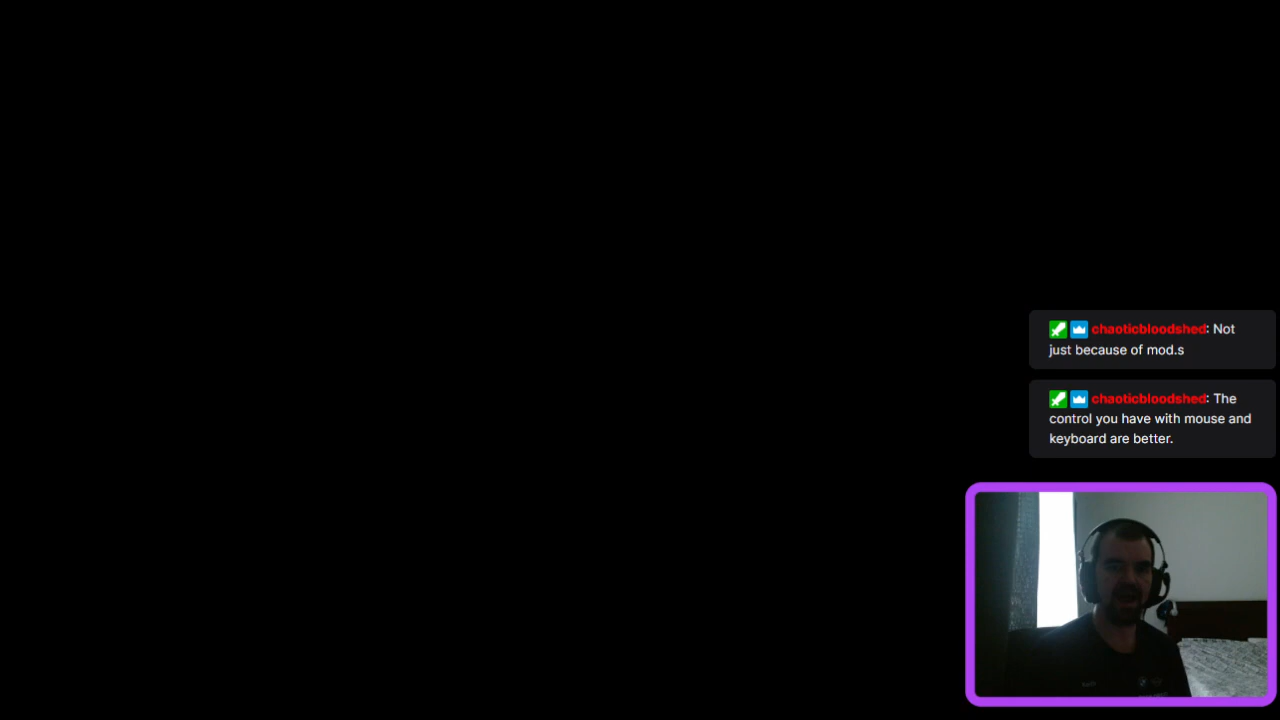 chaoticbloodshed: Not
just because of mod.s
chaoticbloodshed: The
control you have with mouse and
keyboard are better.